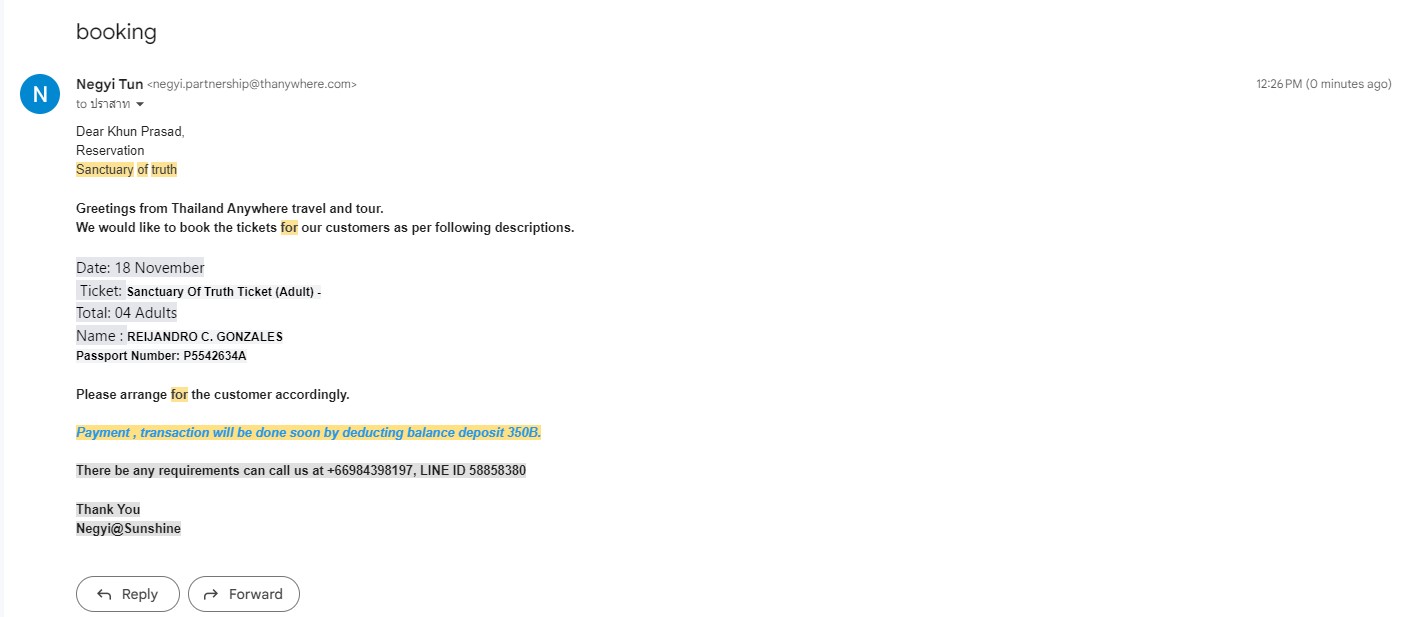 booking
N
Negyi Tun <negyi.partnership@thanywhere.com>
12:26 PM (0 minutes ago)
to ปราสาท
Dear Khun Prasad,
Reservation
Sanctuary of truth
Greetings from Thailand Anywhere travel and tour.
We would like to book the tickets for our customers as per following descriptions.
Date: 18 November
Ticket: Sanctuary Of Truth Ticket (Adult) -
Total: 04 Adults
Name : REIJANDRO C. GONZALES
Passport Number: P5542634A
Please arrange for the customer accordingly.
Payment , transaction will be done soon by deducting balance deposit 350B.
There be any requirements can call us at +66984398197, LINE ID 58858380
Thank You
Negyi@Sunshine
Reply
Forward